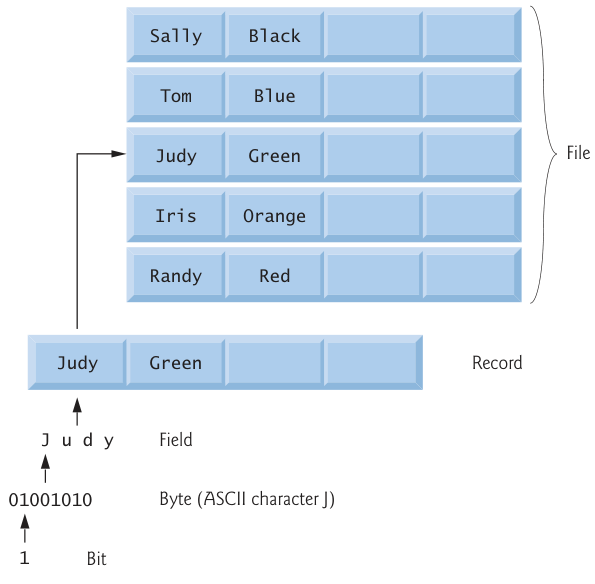 Sally Black
Tom Blue
Judy Green
File
Iris Orange
Randy Red
Judy Green Record
J u d y Field
01001010 Byte (ASCII character J)
1 Bit